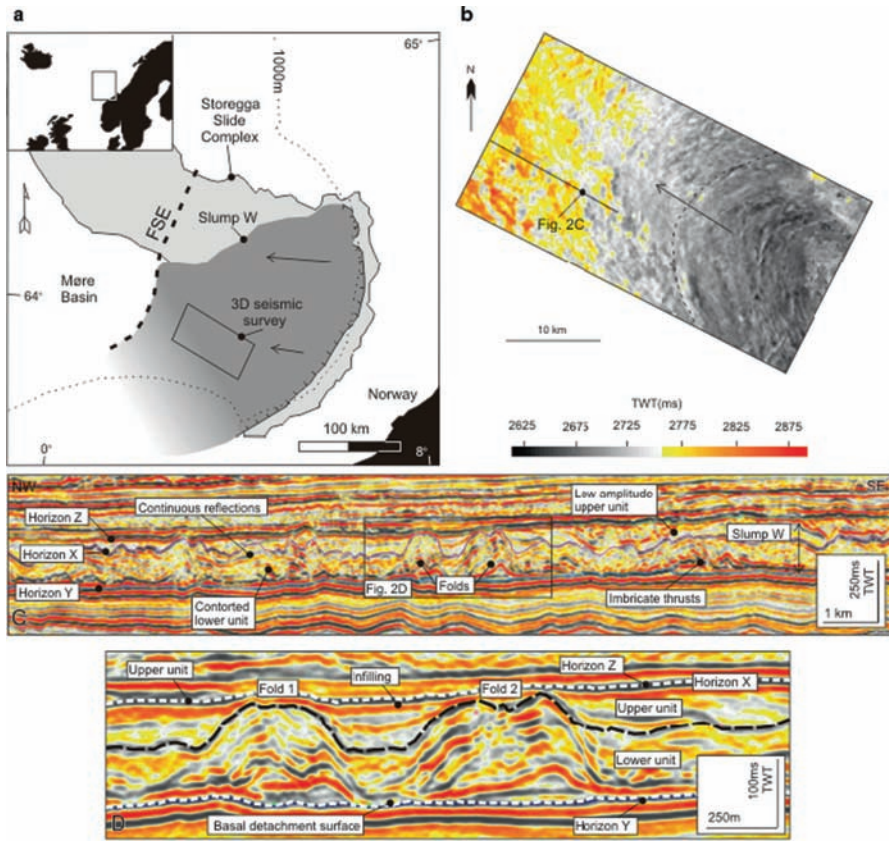 a
65°
1000m
Storegga
Slide
Complex
FSE
Slump W
Møre
Basin
64°
3D seismic
survey
Norway
100 km
0°
8°
b
N
Fig. 2C
10 km
TWT(ms)
2625 2675 2725 2775 2825 2875
NW
SE
Continuous reflections
Low amplitude
upper unit
Horizon Z
Slump W
Horizon X
Horizon Y
Fig. 2D
Folds
Imbricate thrusts
Contorted
lower unit
250ms
TWT
1 km
C
Upper unit
Infilling
Horizon Z
Horizon X
Fold 1
Fold 2
Upper unit
Lower unit
100ms
TWT
250m
D
Basal detachment surface
Horizon Y